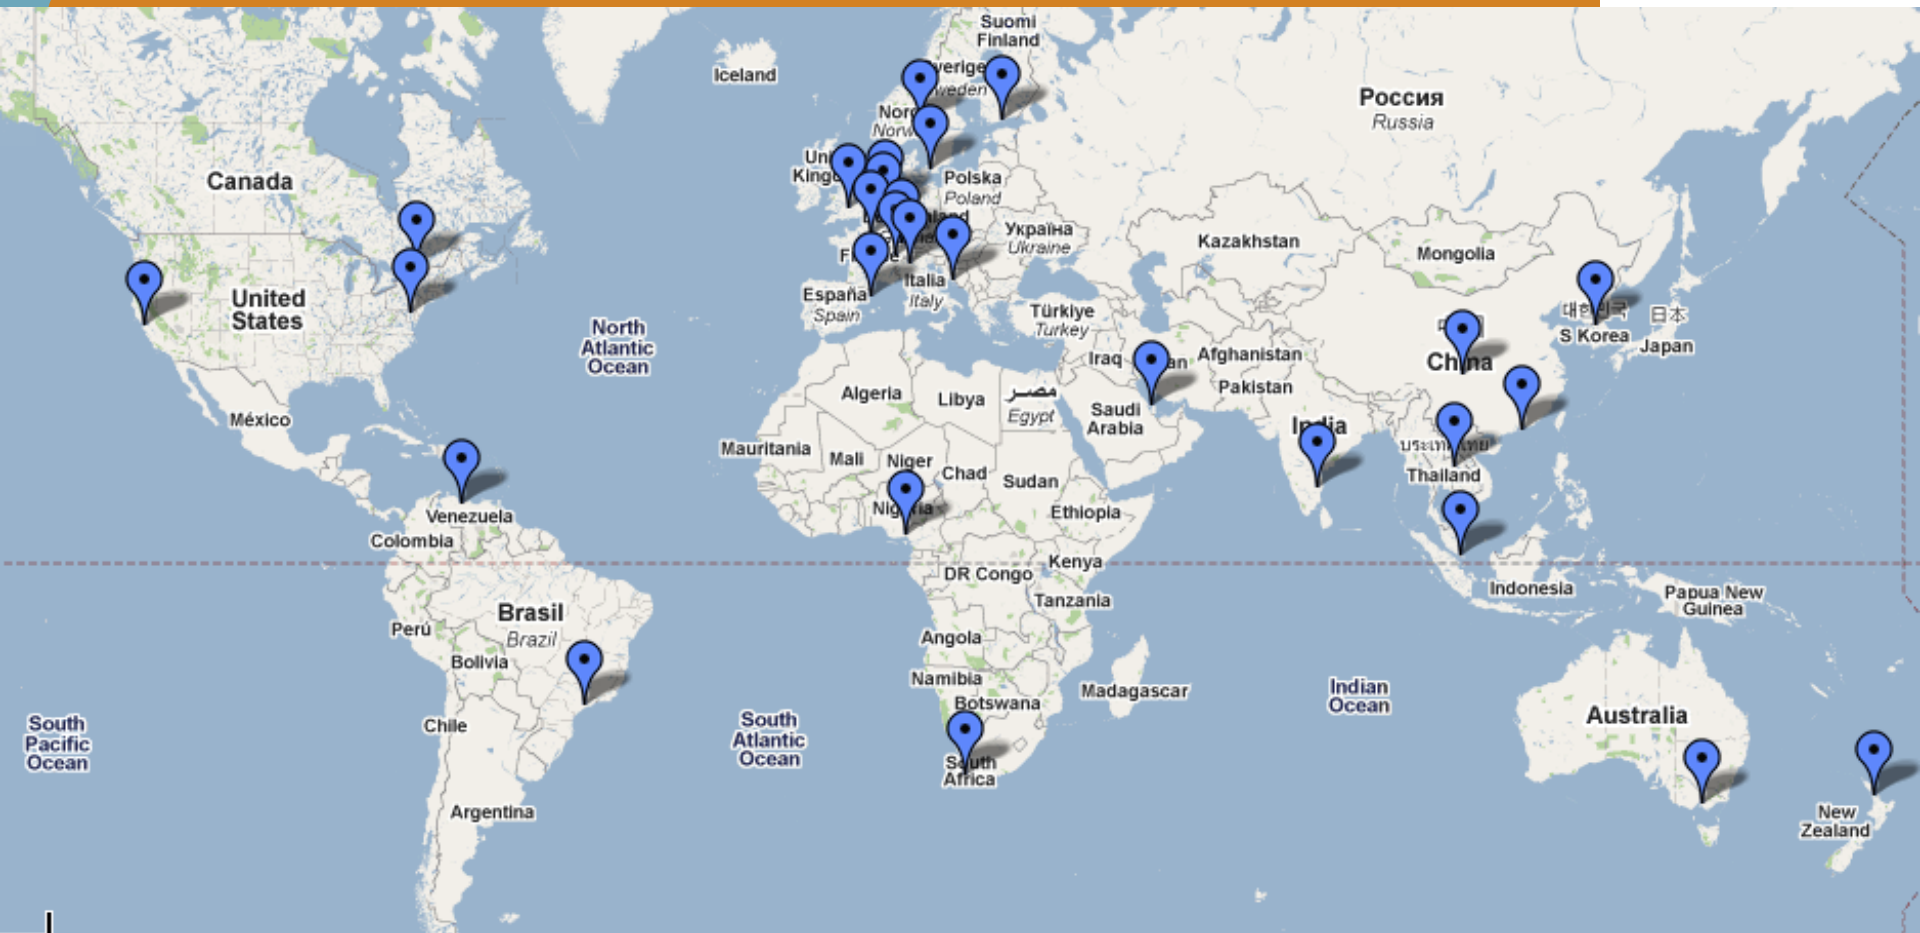 Suomi
Finland
Iceland
Россия
Russia
Canada
Polska
Poland
Україна
Ukraine
Kazakhstan
Mongolia
United
States
Italia
Italy
España
Spain
Türkiye
Turkey
North
Atlantic
Ocean
S Korea
日本
Japan
China
Iraq
Afghanistan
Pakistan
Algeria
Libya
مصر
Egypt
Saudi
Arabia
México
India
Mauritania
Mali
Niger
Chad
Sudan
Thailand
Nigeria
Ethiopia
Venezuela
Colombia
Kenya
DR Congo
Indonesia
Papua New
Guinea
Tanzania
Brasil
Brazil
Perú
Angola
Bolivia
Namibia
Madagascar
Indian
Ocean
Botswana
Australia
Chile
South
Pacific
Ocean
South
Atlantic
Ocean
South
Africa
Argentina
New
Zealand